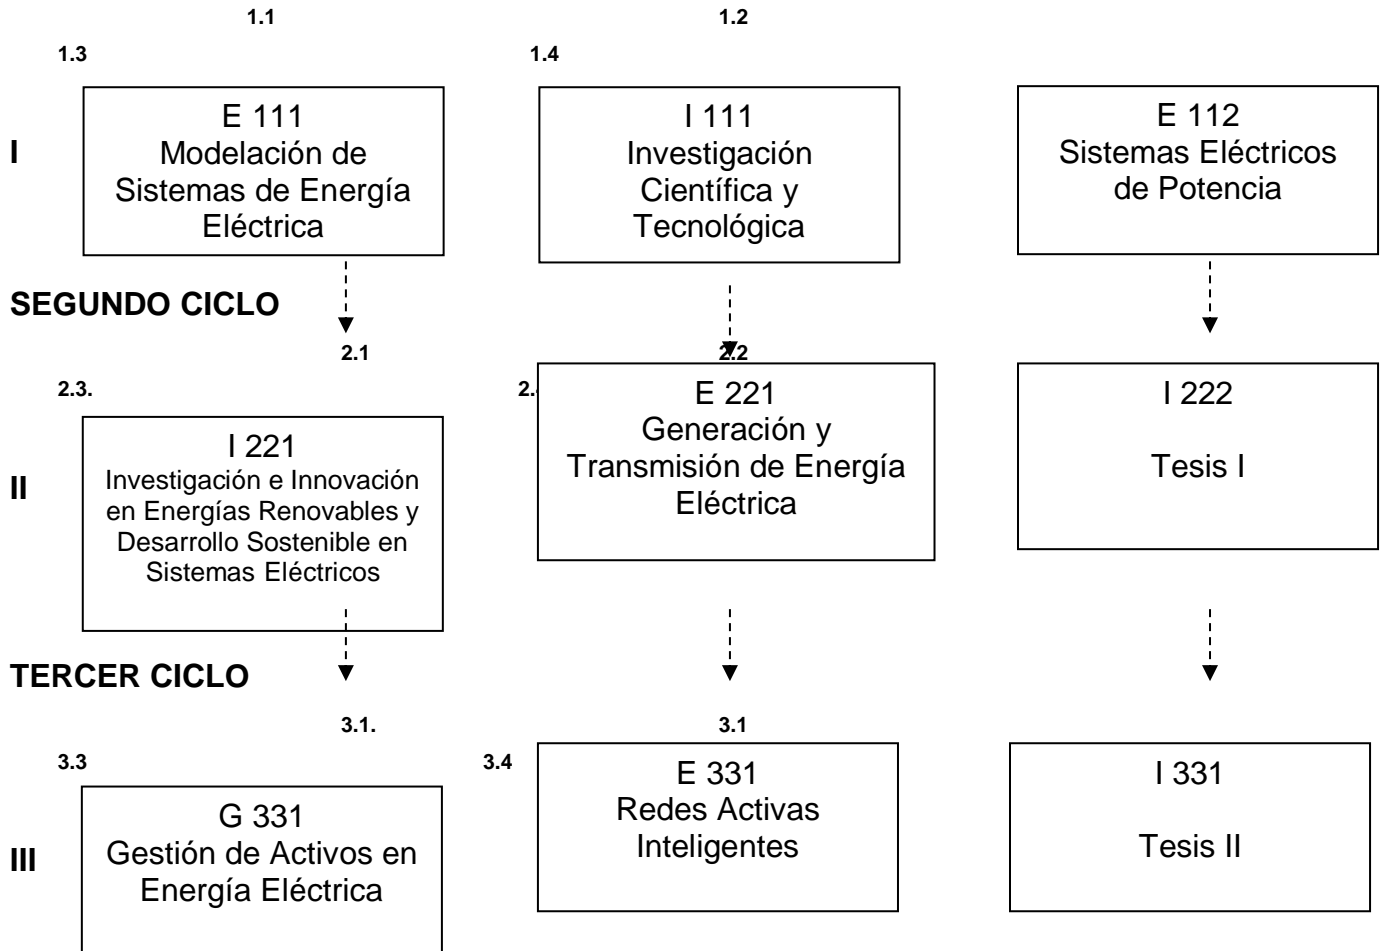 1.1
1.2
1.3
1.4
I
E 111
Modelación de
Sistemas de Energía
Eléctrica
I 111
Investigación
Científica y
Tecnológica
E 112
Sistemas Eléctricos
de Potencia
SEGUNDO CICLO
2.1
2.2
2.3.
II
I 221
Investigación e Innovación
en Energías Renovables y
Desarrollo Sostenible en
Sistemas Eléctricos
E 221
Generación y
Transmisión de Energía
Eléctrica
I 222
Tesis I
TERCER CICLO
3.1.
3.1
3.3
3.4
III
G 331
Gestión de Activos en
Energía Eléctrica
E 331
Redes Activas
Inteligentes
I 331
Tesis II